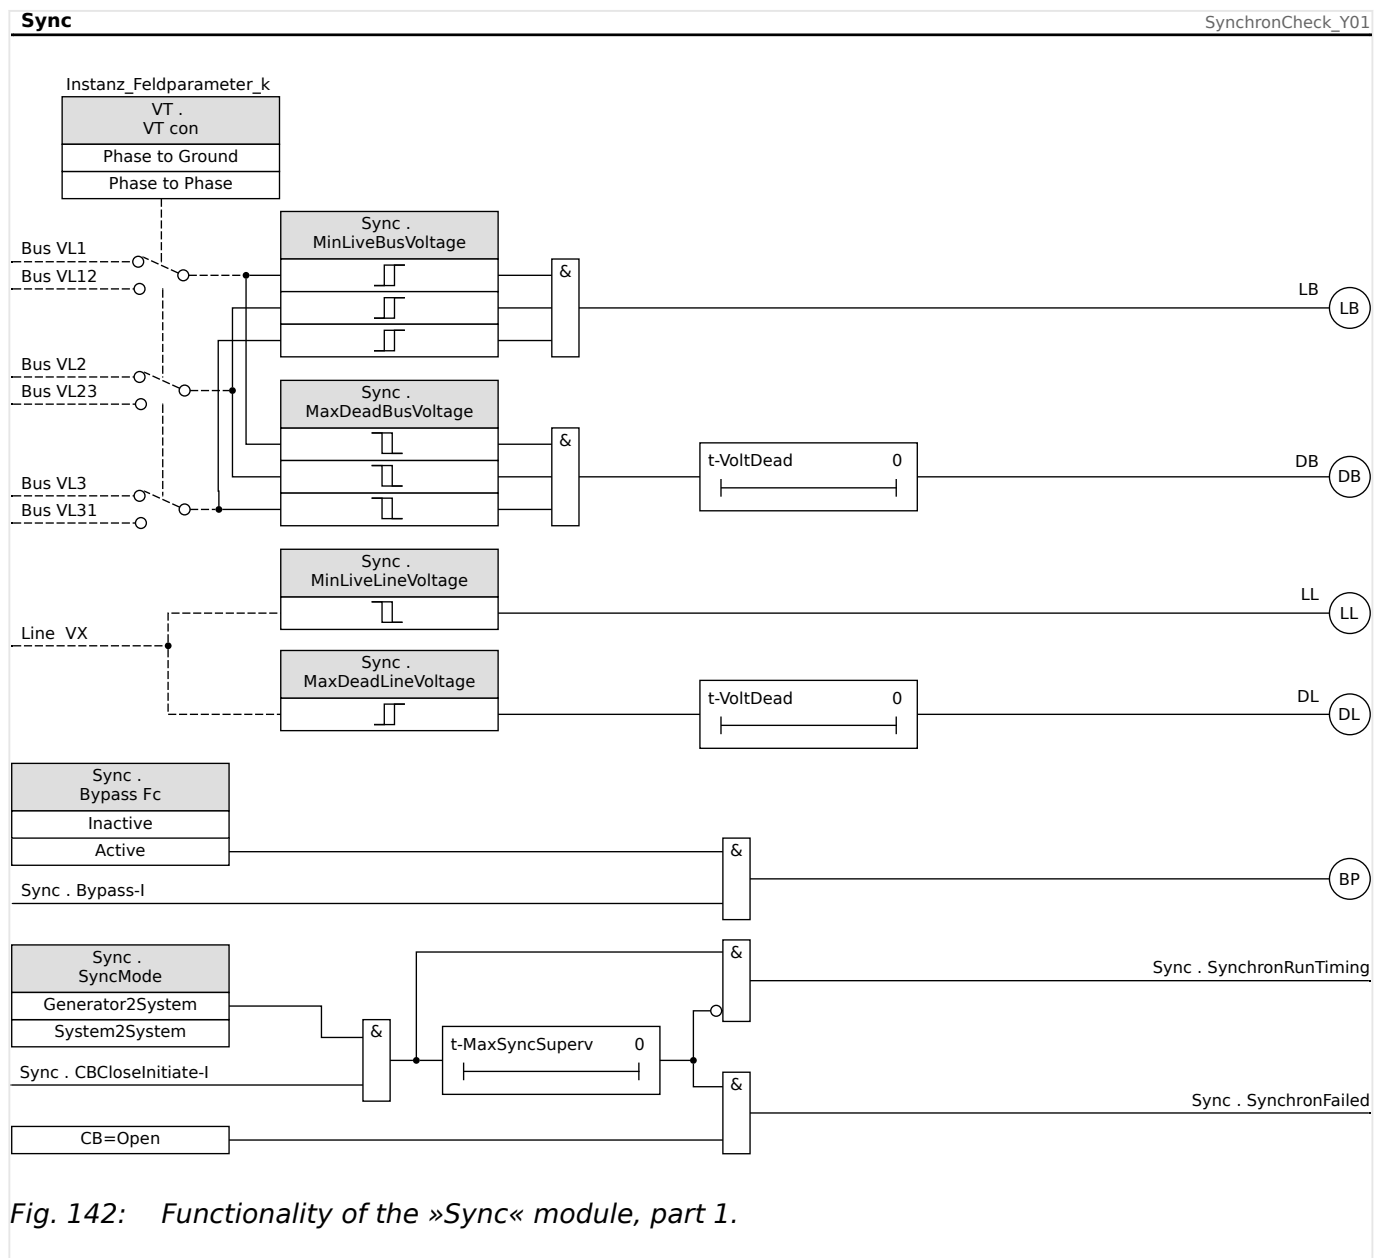 Sync
SynchronCheck_Y01
Instanz_Feldparameter_k
VT .
VT con
Phase to Ground
Phase to Phase
Bus VL1
Bus VL12
Bus VL2
Bus VL23
Bus VL3
Bus VL31
Sync .
MinLiveBusVoltage
&
LB
LB
Sync .
MaxDeadBusVoltage
&
t-VoltDead 0
DB
DB
Sync .
MinLiveLineVoltage
LL
LL
Line VX
Sync .
MaxDeadLineVoltage
t-VoltDead 0
DL
DL
Sync .
Bypass Fc
Inactive
Active
&
Sync . Bypass-I
BP
Sync .
SyncMode
Generator2System
System2System
&
&
Sync . SynchronRunTiming
t-MaxSyncSuperv 0
Sync . CBCloseInitiate-I
&
Sync . SynchronFailed
CB=Open
Fig. 142: Functionality of the »Sync« module, part 1.